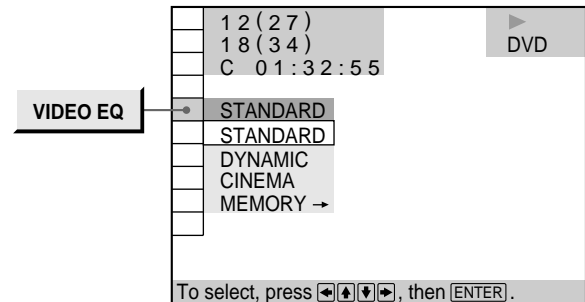 12(27)
18(34)
C 01:32:55
DVD
VIDEO EQ
STANDARD
STANDARD
DYNAMIC
CINEMA
MEMORY →
To select, press ←↑↓→, then ENTER.